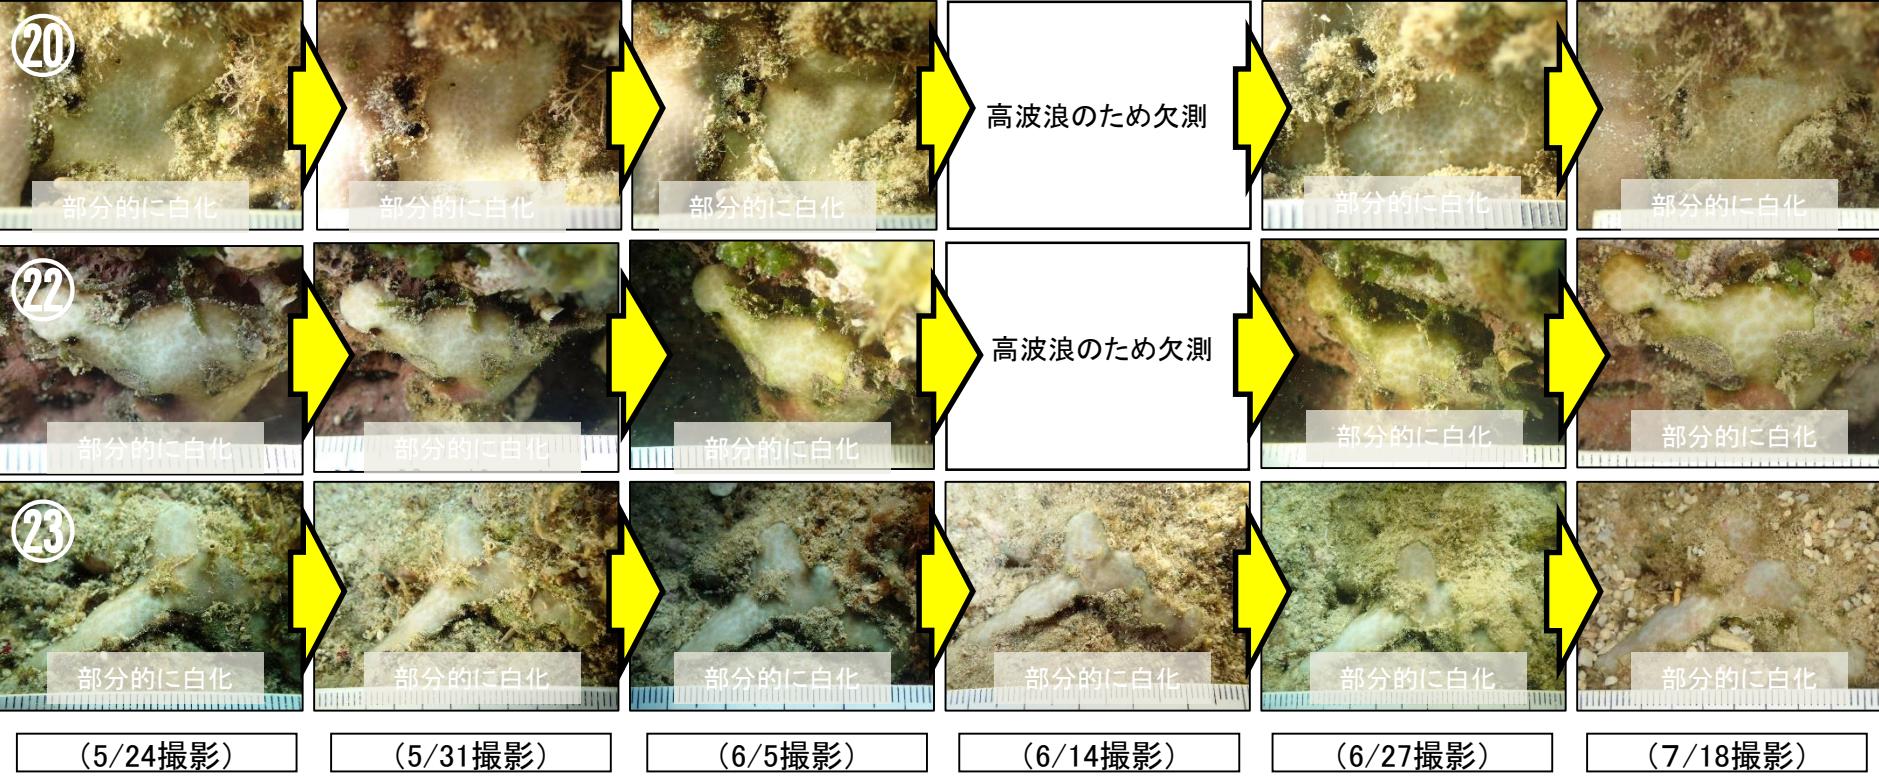 ⑳
部分的に白化
部分的に白化
部分的に白化
高波浪のため欠測
部分的に白化
部分的に白化
㉒
部分的に白化
部分的に白化
部分的に白化
高波浪のため欠測
部分的に白化
部分的に白化
㉓
部分的に白化
部分的に白化
部分的に白化
部分的に白化
部分的に白化
部分的に白化
(5/24撮影)
(5/31撮影)
(6/5撮影)
(6/14撮影)
(6/27撮影)
(7/18撮影)